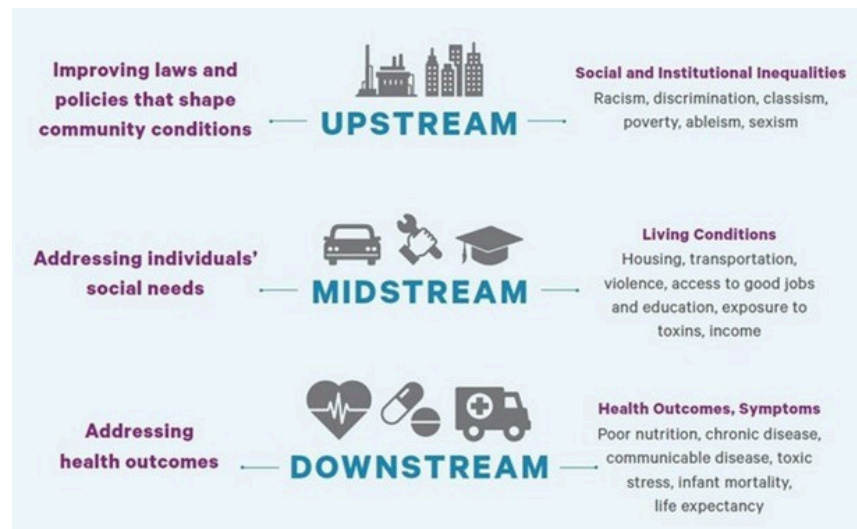 Improving laws and
policies that shape
community conditions
UPSTREAM
Social and Institutional Inequalities
Racism, discrimination, classism,
poverty, ableism, sexism
Addressing individuals’
social needs
MIDSTREAM
Living Conditions
Housing, transportation,
violence, access to good jobs
and education, exposure to
toxins, income
Addressing
health outcomes
DOWNSTREAM
Health Outcomes, Symptoms
Poor nutrition, chronic disease,
communicable disease, toxic
stress, infant mortality,
life expectancy